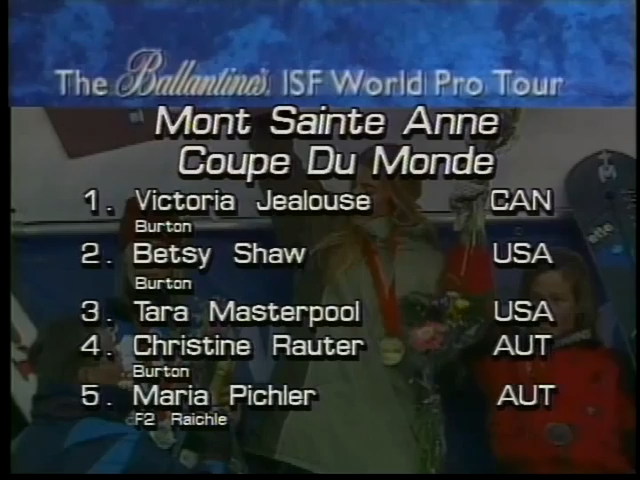 The Ballantine's ISF World Pro Tour
Mont Sainte Anne
Coupe Du Monde
1. Victoria Jealouse CAN
Burton
2. Betsy Shaw USA
Burton
3. Tara Masterpool USA
4. Christine Rauter AUT
Burton
5. Maria Pichler AUT
F2 Raichle